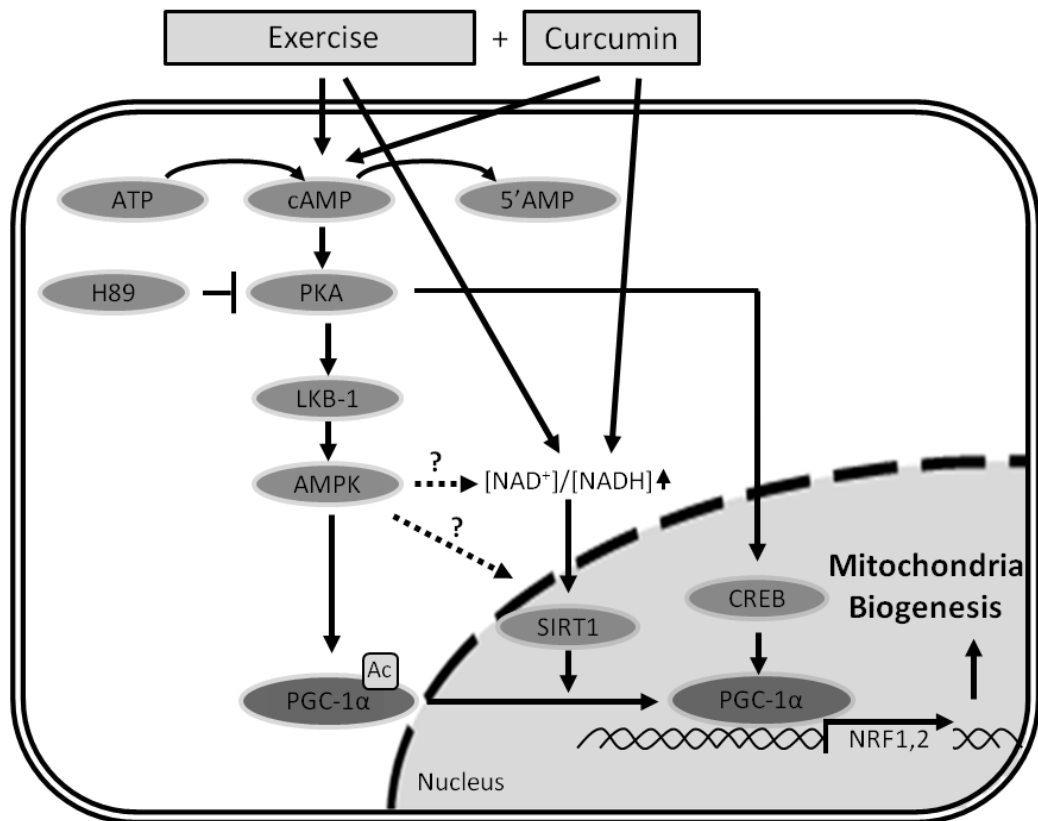 Exercise + Curcumin
ATP cAMP 5’AMP
H89 PKA
LKB-1
?
AMPK [NAD⁺]/[NADH]
?
Mitochondria
Biogenesis
CREB
SIRT1
Ac
PGC-1α PGC-1α
NRF1,2
Nucleus